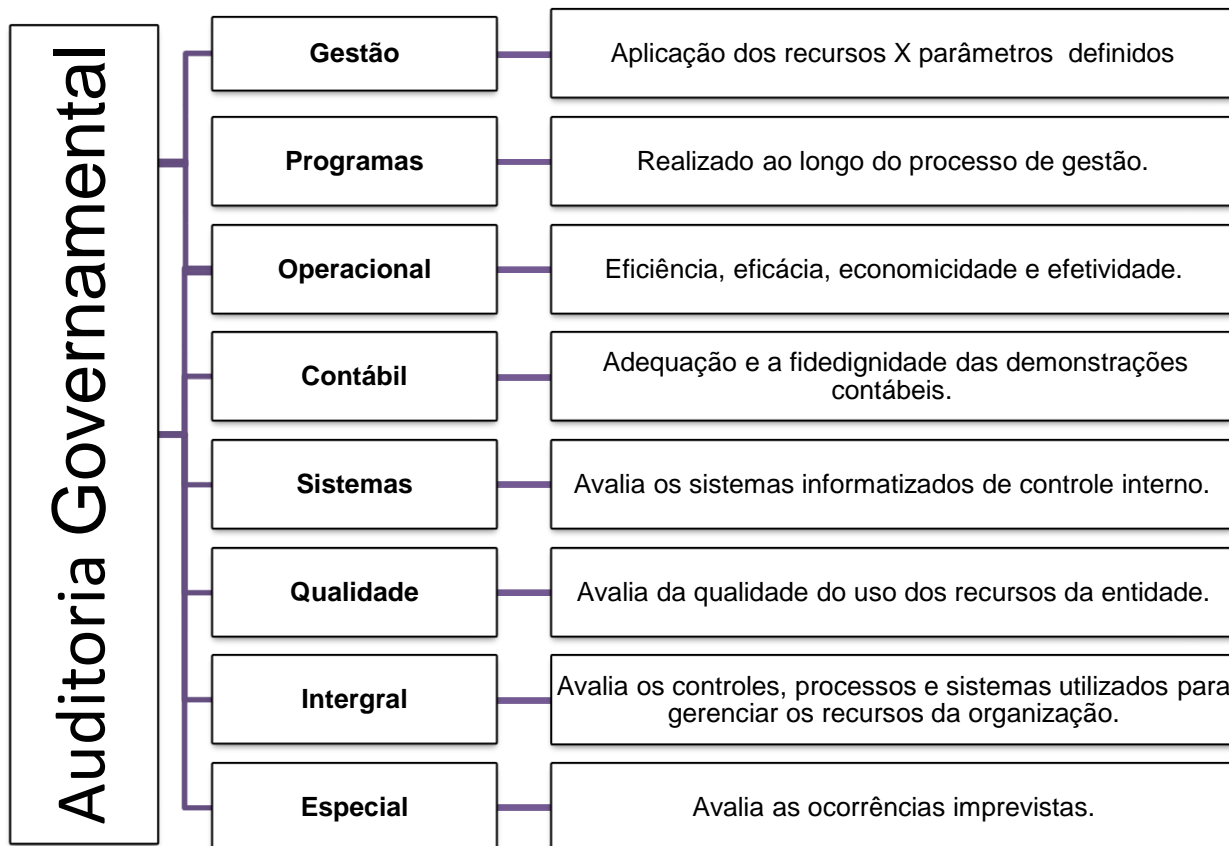 Auditoria Governamental
Gestão
Aplicação dos recursos X parâmetros definidos
Programas
Realizado ao longo do processo de gestão.
Operacional
Eficiência, eficácia, economicidade e efetividade.
Contábil
Adequação e a fidedignidade das demonstrações
contábeis.
Sistemas
Avalia os sistemas informatizados de controle interno.
Qualidade
Avalia da qualidade do uso dos recursos da entidade.
Intergral
Avalia os controles, processos e sistemas utilizados para
gerenciar os recursos da organização.
Especial
Avalia as ocorrências imprevistas.